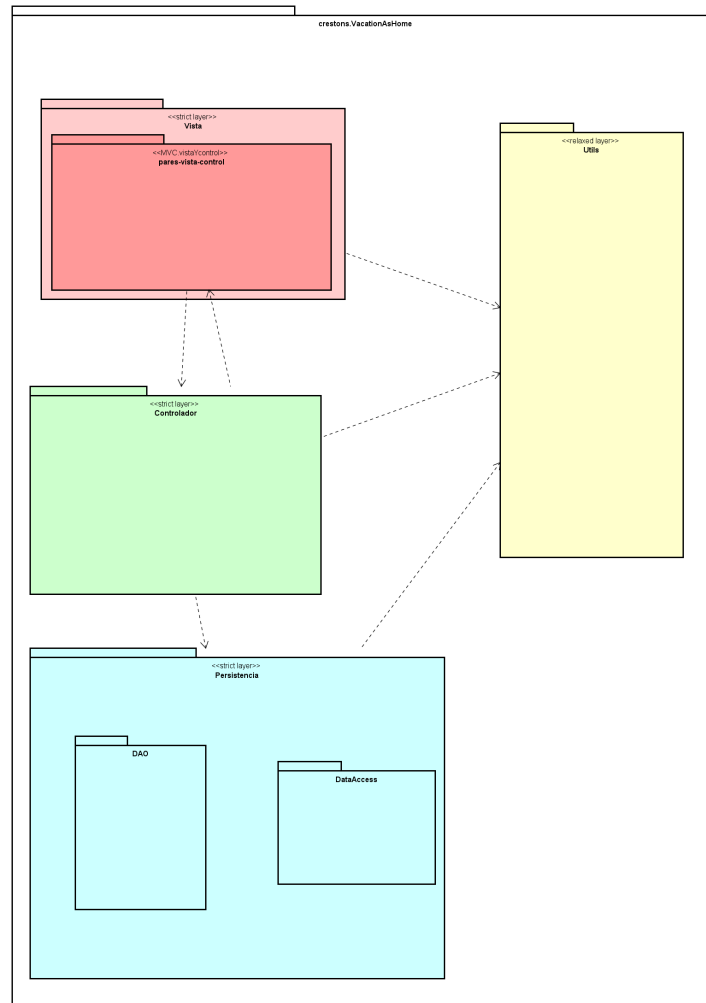 crestons.VacationAsHome
<<strict layer>>
Vista
<<MVC.vistaYcontrol>>
pares-vista-control
<<relaxed layer>>
Utils
<<strict layer>>
Controlador
<<strict layer>>
Persistencia
DAO
DataAccess